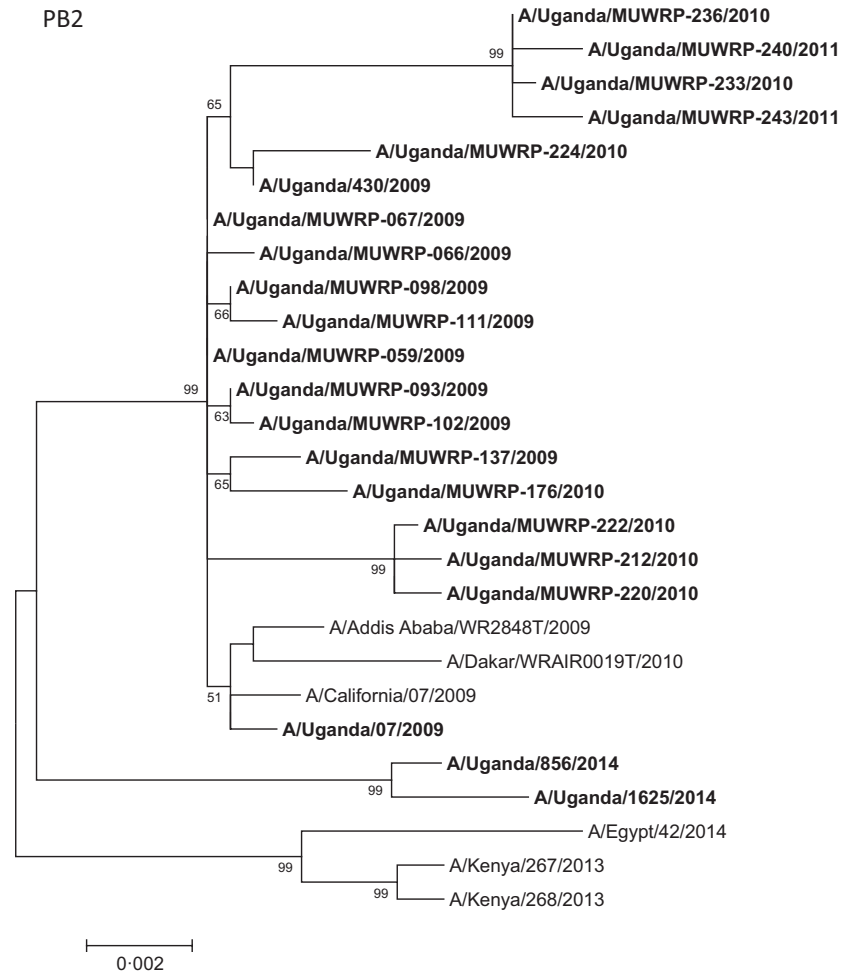 PB2
A/Uganda/MUWRP-236/2010
99
A/Uganda/MUWRP-240/2011
A/Uganda/MUWRP-233/2010
65
A/Uganda/MUWRP-243/2011
A/Uganda/MUWRP-224/2010
A/Uganda/430/2009
A/Uganda/MUWRP-067/2009
A/Uganda/MUWRP-066/2009
A/Uganda/MUWRP-098/2009
66
A/Uganda/MUWRP-111/2009
A/Uganda/MUWRP-059/2009
99
A/Uganda/MUWRP-093/2009
63
A/Uganda/MUWRP-102/2009
A/Uganda/MUWRP-137/2009
65
A/Uganda/MUWRP-176/2010
A/Uganda/MUWRP-222/2010
A/Uganda/MUWRP-212/2010
99
A/Uganda/MUWRP-220/2010
A/Addis Ababa/WR2848T/2009
A/Dakar/WRAIR0019T/2010
51
A/California/07/2009
A/Uganda/07/2009
A/Uganda/856/2014
99
A/Uganda/1625/2014
A/Egypt/42/2014
99
A/Kenya/267/2013
99
A/Kenya/268/2013
0·002